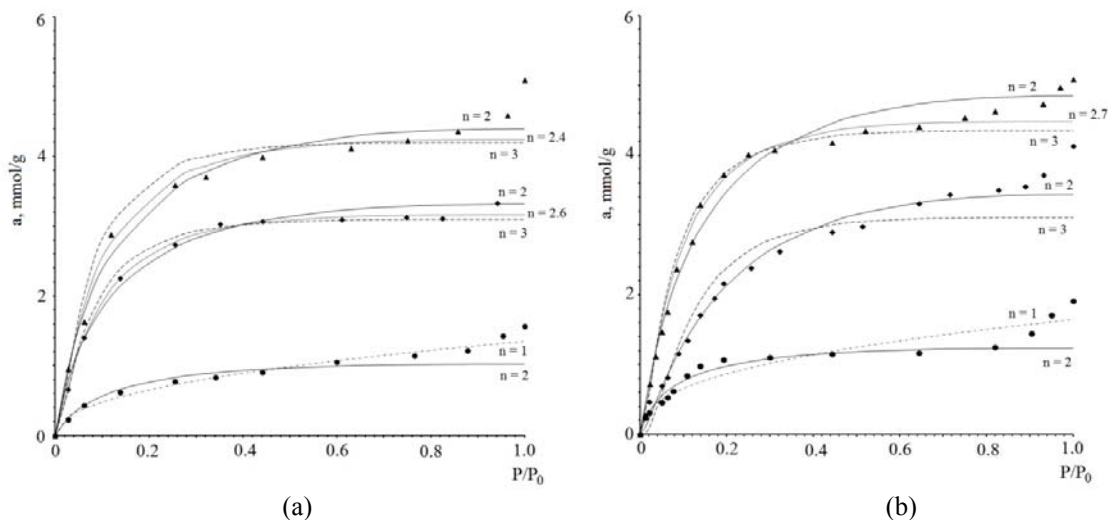 6
4
2
0
a, mmol/g
n = 2
n = 2.4
n = 3
n = 2
n = 2.6
n = 3
n = 1
n = 2
0.2
0.4
0.6
0.8
1.0
P/P0
(a)
6
4
2
0
a, mmol/g
n = 2
n = 2.7
n = 3
n = 2
n = 3
n = 1
n = 2
0
0.2
0.4
0.6
0.8
1.0
P/P0
(b)